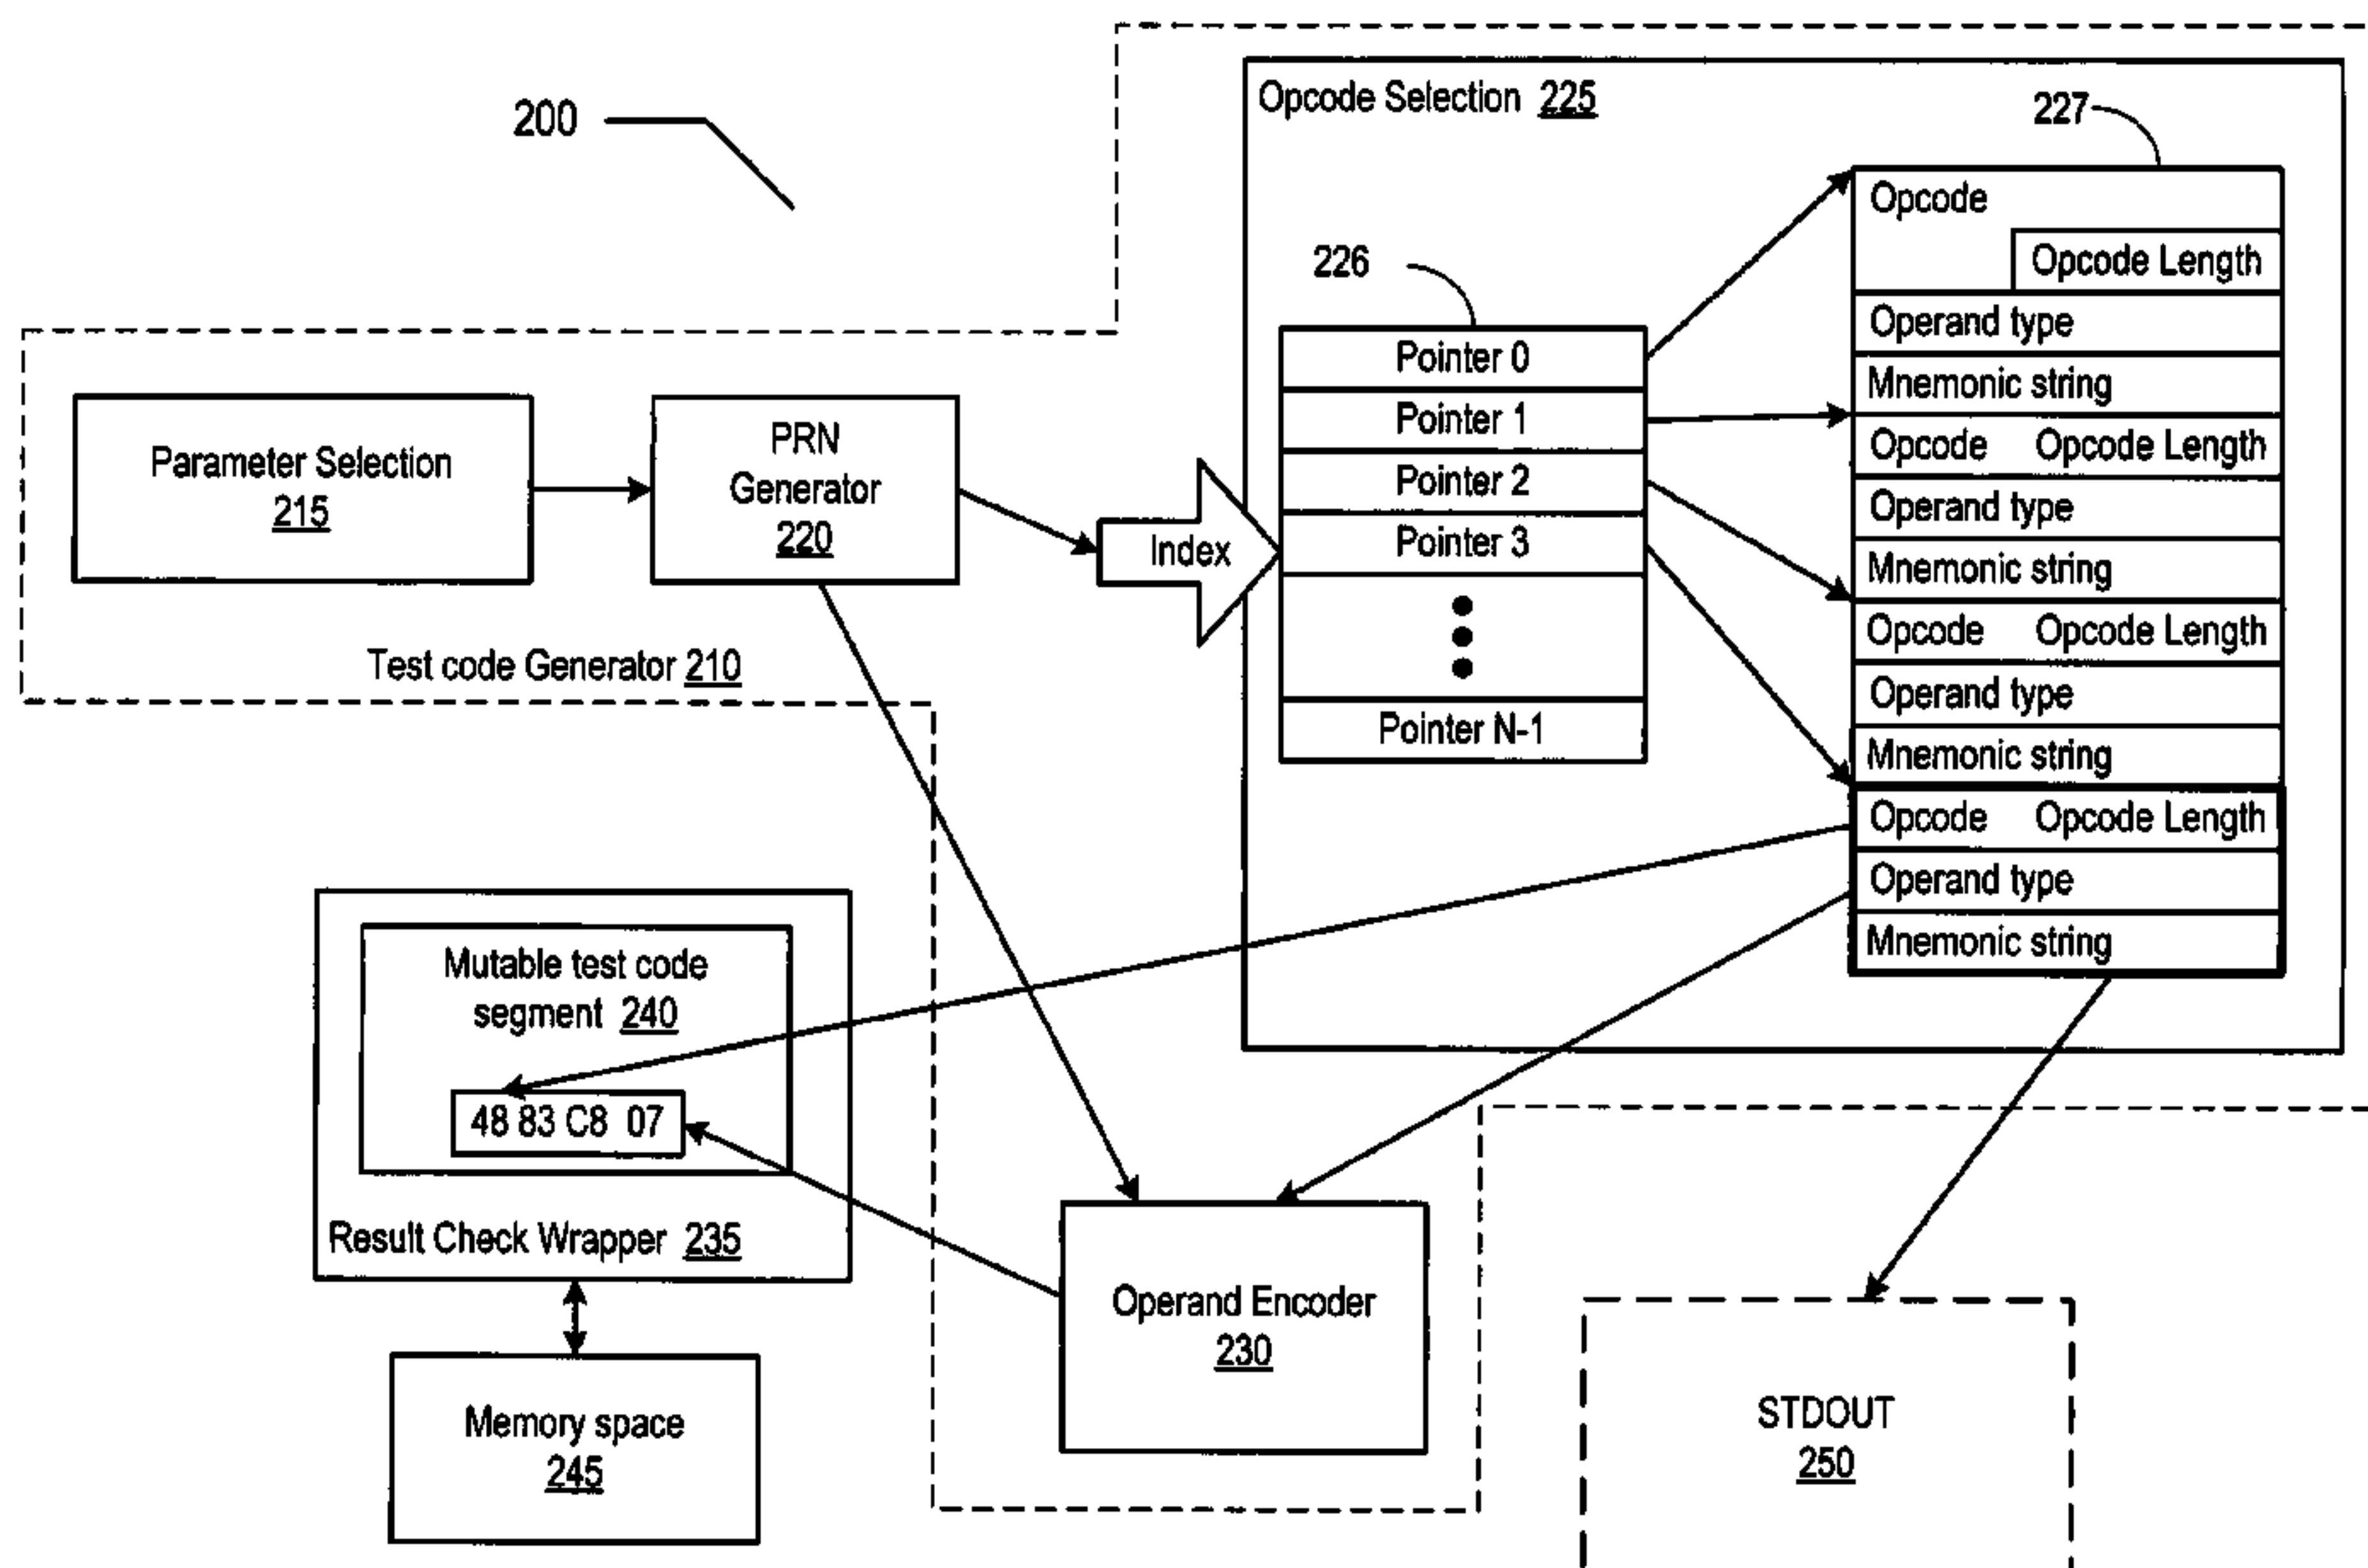 200
Opcode Selection 225
227
226
Opcode
Opcode Length
Operand type
Mnemonic string
Opcode Opcode Length
Operand type
Mnemonic string
Opcode Opcode Length
Operand type
Mnemonic string
Opcode Opcode Length
Operand type
Mnemonic string
Pointer 0
Pointer 1
Pointer 2
Pointer 3
Pointer N-1
Parameter Selection
215
PRN
Generator
220
Index
Test code Generator 210
Mutable test code
segment 240
48 83 C8 07
Result Check Wrapper 235
Memory space
245
Operand Encoder
230
STDOUT
250